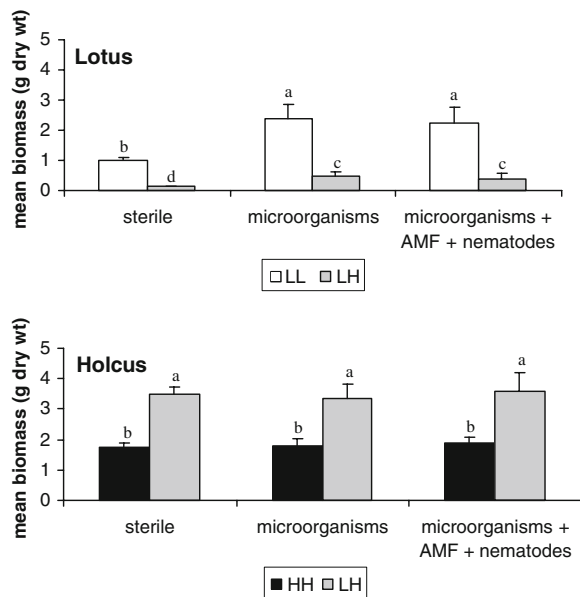 Lotus
mean biomass (g dry wt)
5
4
3
2
1
0
b
d
a
c
a
c
sterile
microorganisms
microorganisms +
AMF + nematodes
LL LH
Holcus
mean biomass (g dry wt)
5
4
3
2
1
0
b
a
b
a
b
a
sterile
microorganisms
microorganisms +
AMF + nematodes
HH LH